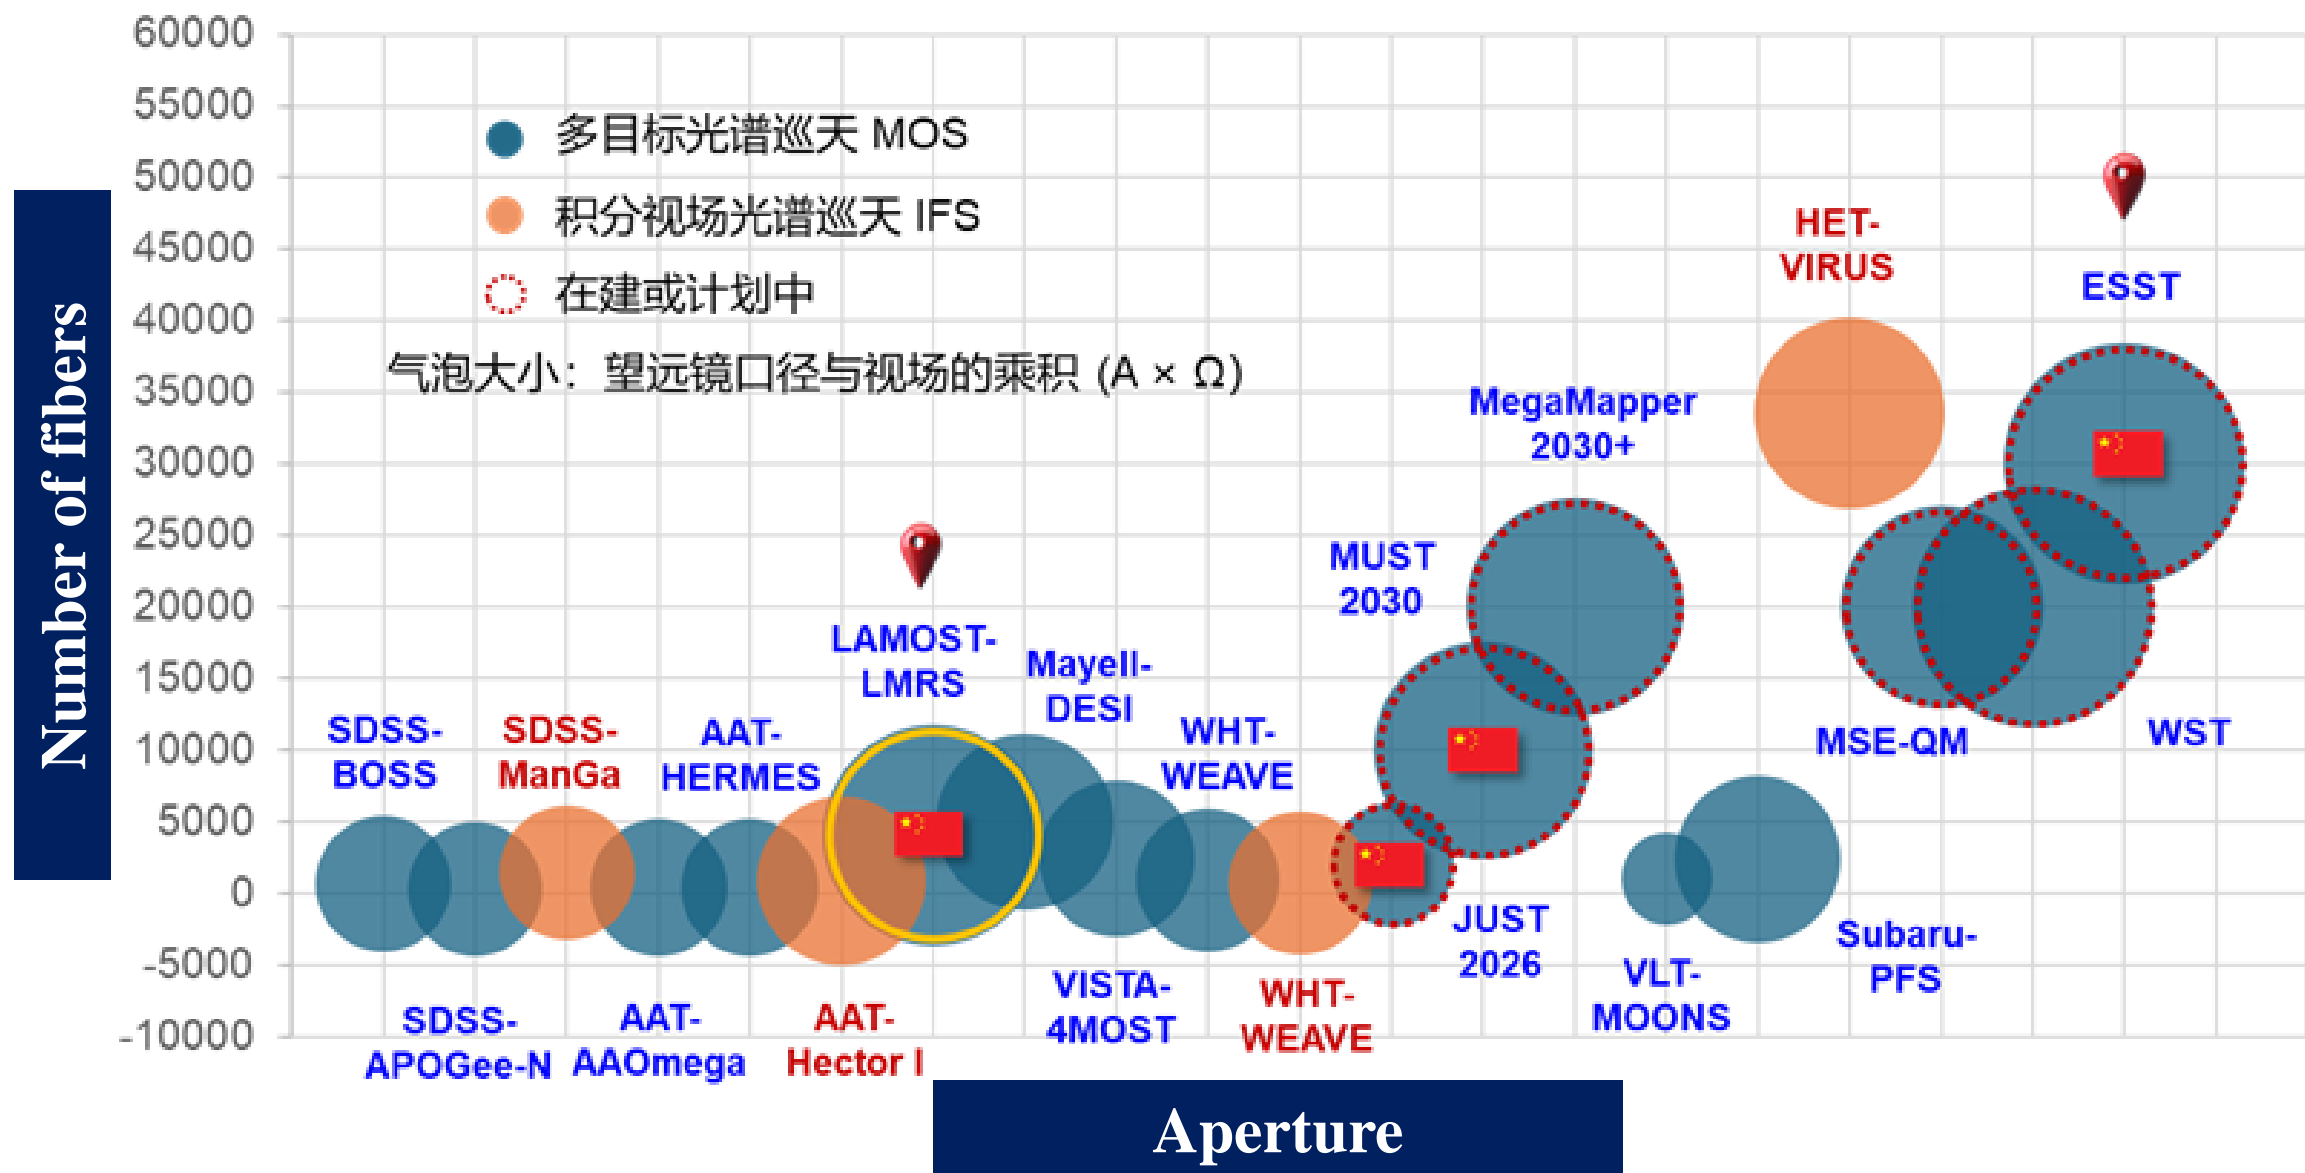 60000
55000
50000
45000
40000
35000
30000
25000
20000
15000
10000
5000
0
-5000
-10000
Number of fibers
多目标光谱巡天 MOS
积分视场光谱巡天 IFS
在建或计划中
气泡大小：望远镜口径与视场的乘积 (A × Ω)
SDSS-
BOSS
SDSS-
APOGee-N
SDSS-
ManGa
AAT-
AAOmega
AAT-
HERMES
AAT-
Hector I
LAMOST-
LMRS
Mayell-
DESI
VISTA-
4MOST
WHT-
WEAVE
WHT-
WEAVE
JUST
2026
MUST
2030
MegaMapper
2030+
VLT-
MOONS
Subaru-
PFS
HET-
VIRUS
MSE-QM
WST
ESST
Aperture